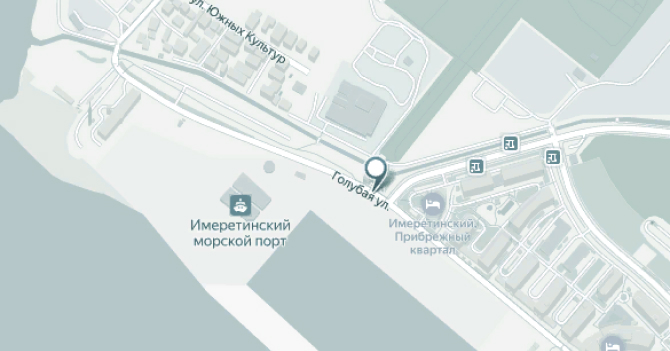 ул. Южных Культур
Голубая ул.
Имеретинский
морской порт
Имеретинский,
Прибрежный
квартал